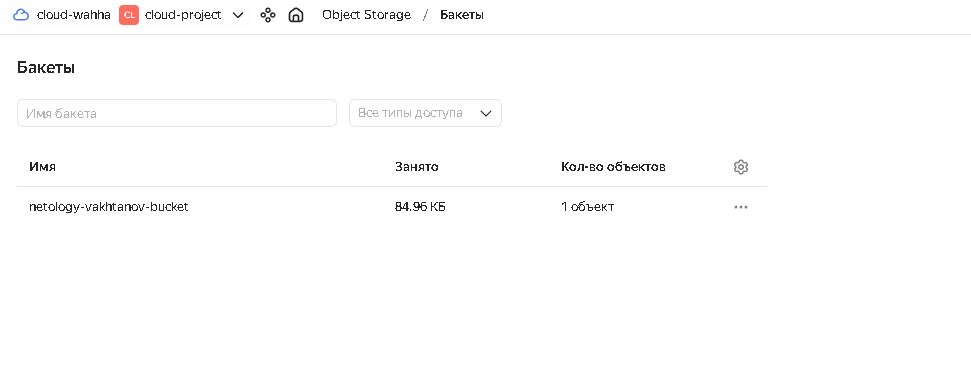 cloud-wahha CL cloud-project Object Storage / Бакеты
Бакеты
Имя бакета Все типы доступа
Имя Занято Кол-во объектов
netology-vakhtanov-bucket 84.96 КБ 1 объект